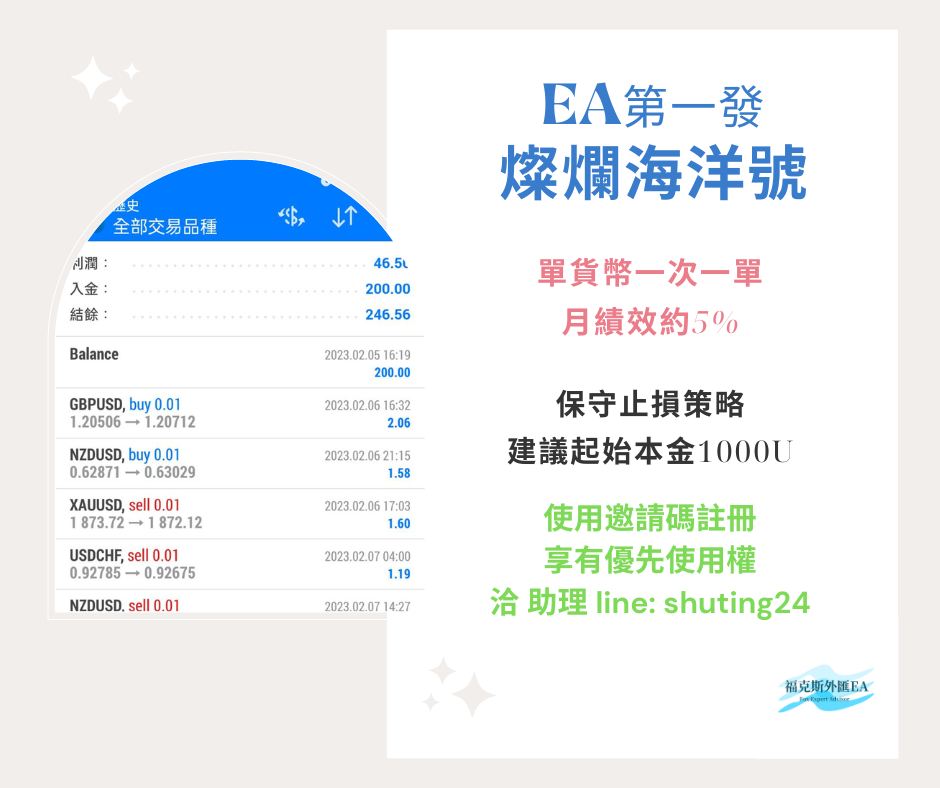 歷史
全部交易品種
利潤：
46.5
入金：
200.00
結餘：
246.56
Balance
2023.02.05 16:19
200.00
GBPUSD, buy 0.01
2023.02.06 16:32
1.20506 → 1.20712
2.06
NZDUSD, buy 0.01
2023.02.06 21:15
0.62871 → 0.63029
1.58
XAUUSD, sell 0.01
2023.02.06 17:03
1 873.72 → 1 872.12
1.60
USDCHF, sell 0.01
2023.02.07 04:00
0.92785 → 0.92675
1.19
NZDUSD, sell 0.01
2023.02.07 14:27
EA第一發
燦爛海洋號
單貨幣一次一單
月績效約5%
保守止損策略
建議起始本金1000U
使用邀請碼註冊
享有優先使用權
洽 助理 line: shuting24
福克斯外匯EA
Fox Expert Advisor